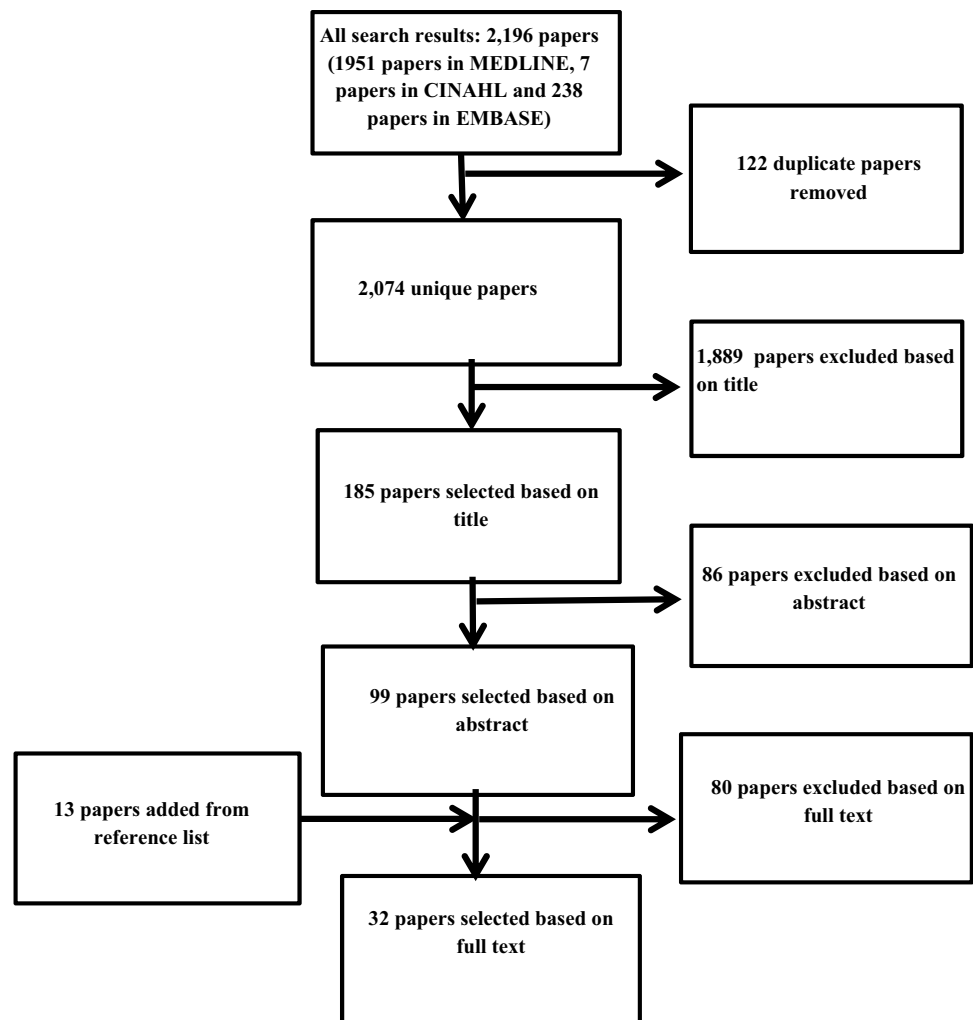 All search results: 2,196 papers
(1951 papers in MEDLINE, 7
papers in CINAHL and 238
papers in EMBASE)
122 duplicate papers
removed
2,074 unique papers
1,889 papers excluded based
on title
185 papers selected based on
title
86 papers excluded based on
abstract
99 papers selected based on
abstract
13 papers added from
reference list
80 papers excluded based on
full text
32 papers selected based on
full text